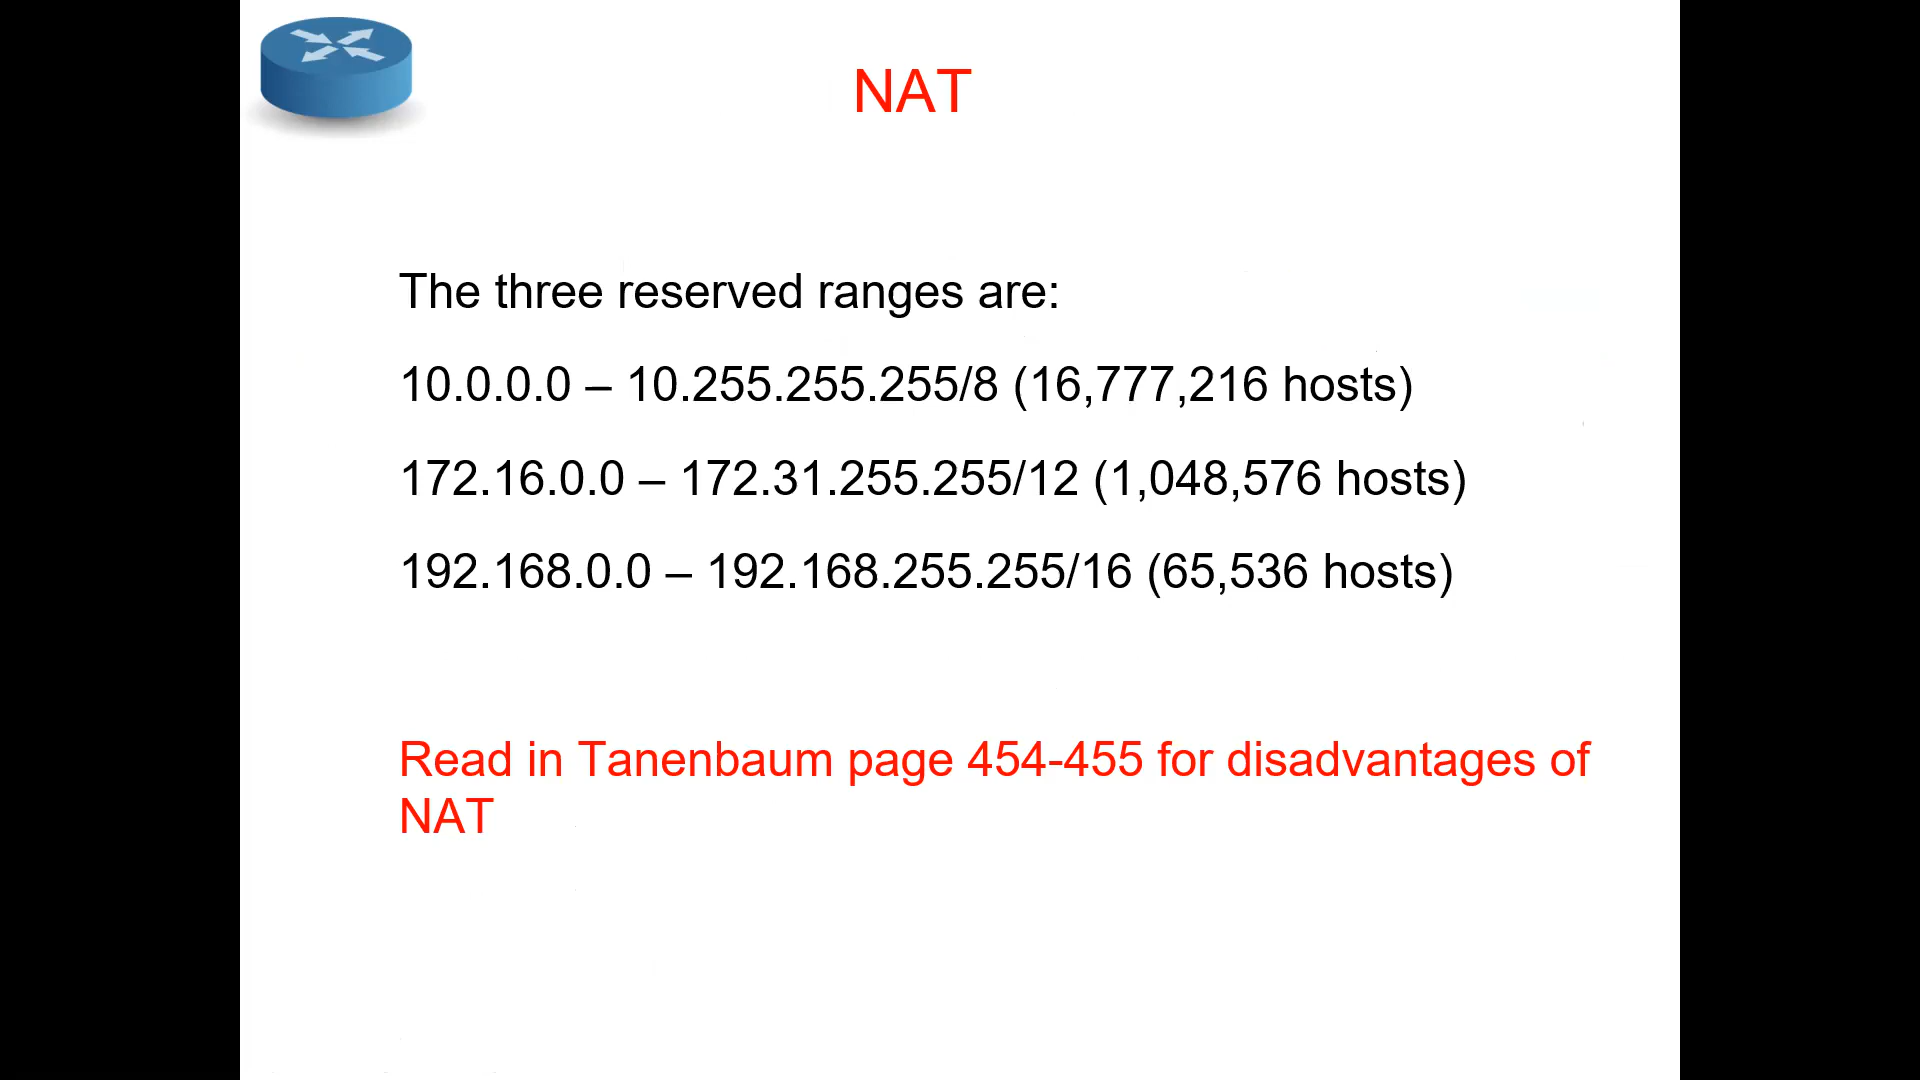 NAT
The three reserved ranges are:
10.0.0.0 – 10.255.255.255/8 (16,777,216 hosts)
172.16.0.0 – 172.31.255.255/12 (1,048,576 hosts)
192.168.0.0 – 192.168.255.255/16 (65,536 hosts)
Read in Tanenbaum page 454-455 for disadvantages of
NAT